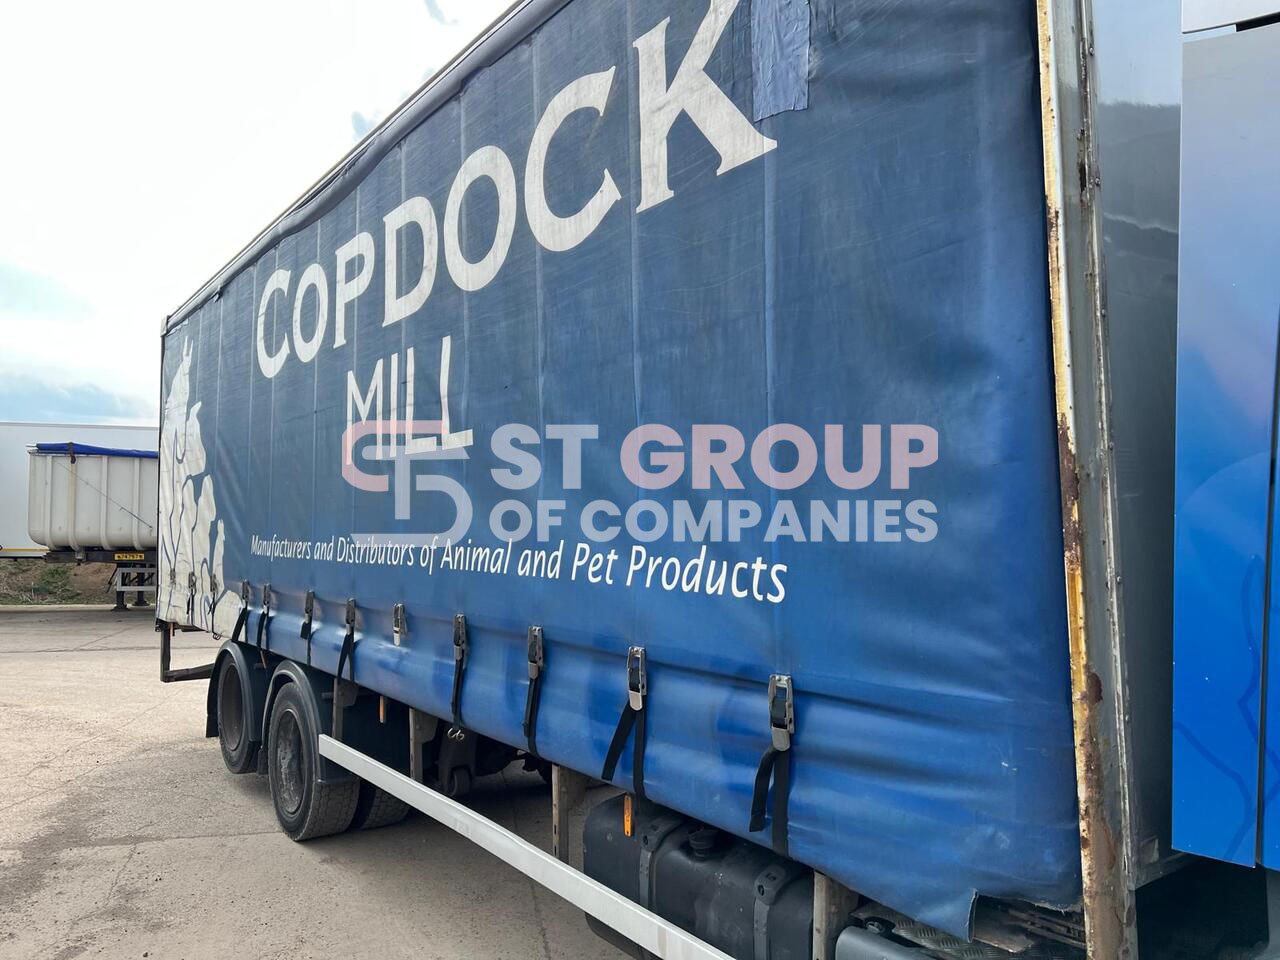 COPDOCK
MILL
ST GROUP
OF COMPANIES
Manufacturers and Distributors of Animal and Pet Products